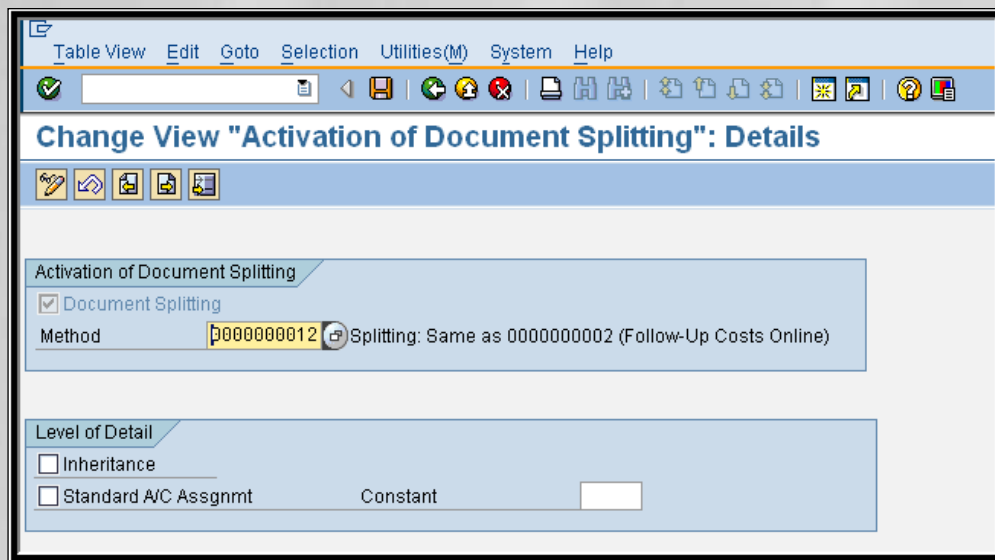 Table View Edit Goto Selection Utilities(M) System Help
Change View "Activation of Document Splitting": Details
Activation of Document Splitting
Document Splitting
Method 0000000012 Splitting: Same as 0000000002 (Follow-Up Costs Online)
Level of Detail
Inheritance
Standard A/C Assgnmt Constant